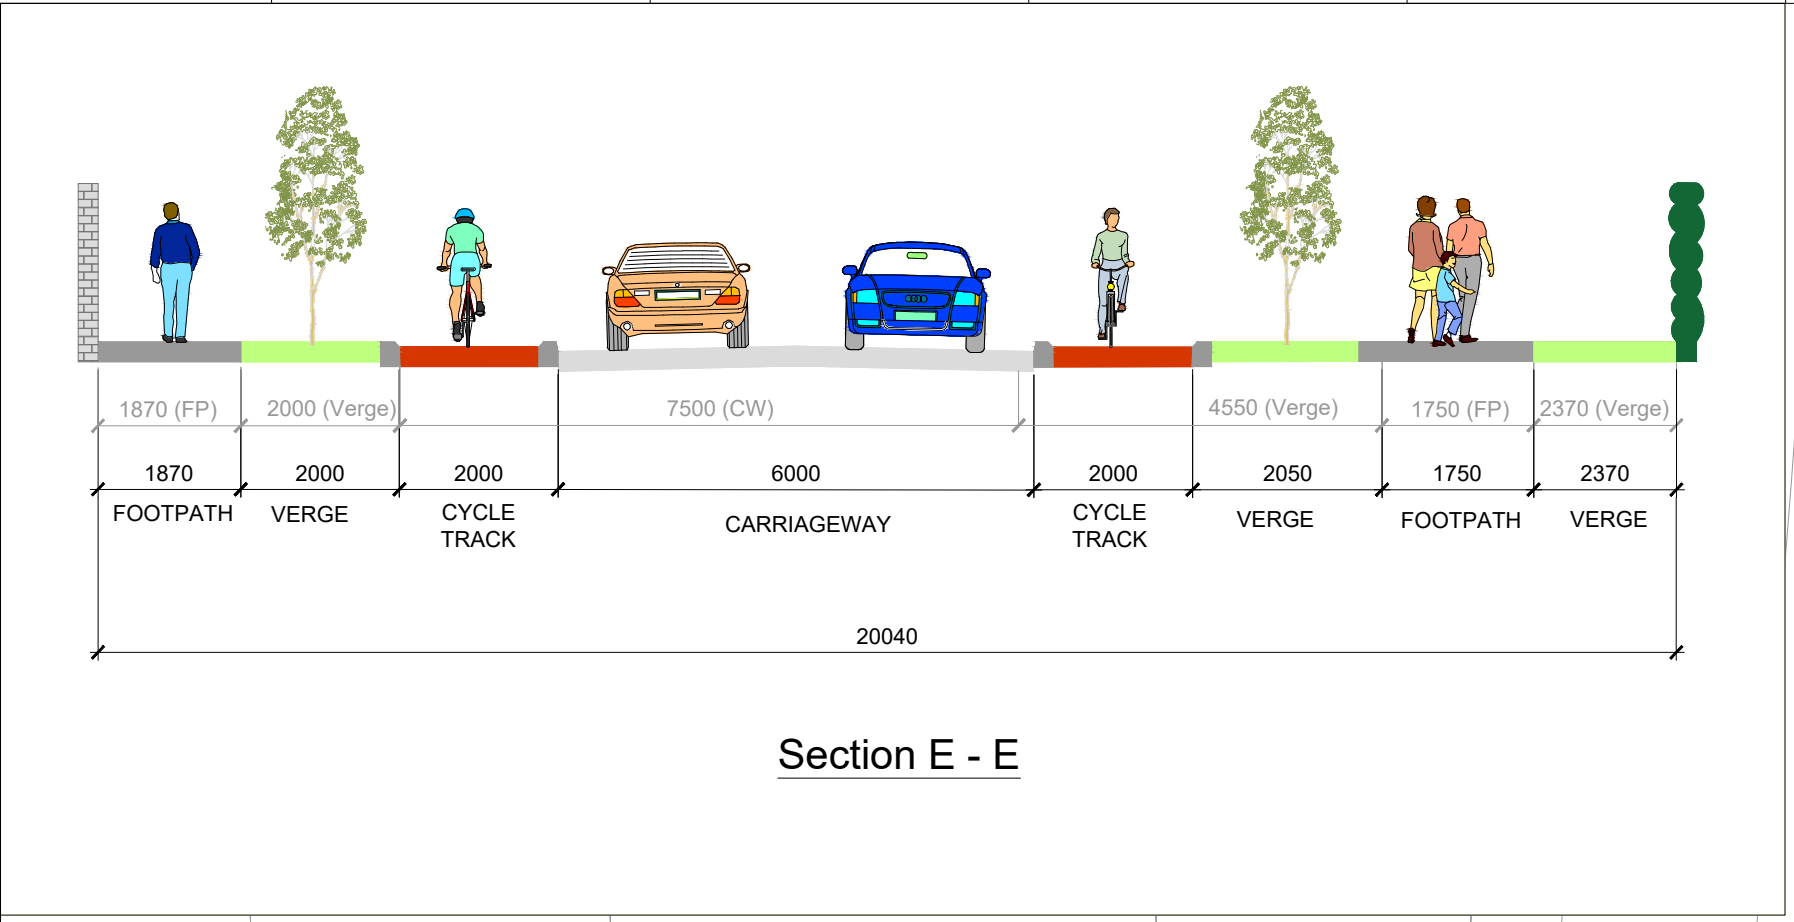 1870 (FP) 2000 (Verge) 7500 (CW) 4550 (Verge) 1750 (FP) 2370 (Verge)
1870 2000 2000 6000 2000 2050 1750 2370
FOOTPATH VERGE CYCLE TRACK CARRIAGEWAY CYCLE TRACK VERGE FOOTPATH VERGE
20040
Section E - E